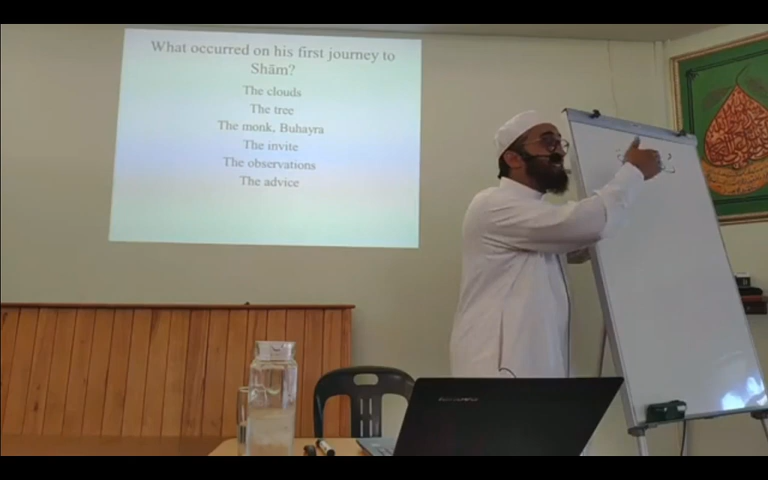 What occurred on his first journey to
Shām?
The clouds
The tree
The monk, Buhayra
The invite
The observations
The advice